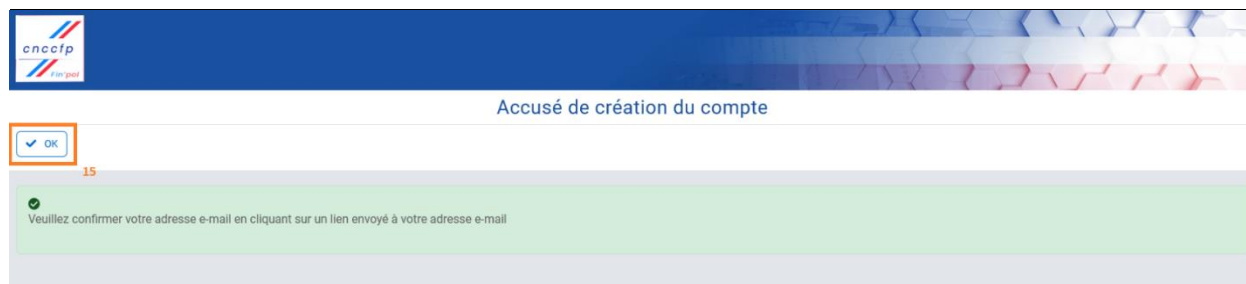 cnccfp
Fin'pol
Accusé de création du compte
OK
15
Veuillez confirmer votre adresse e-mail en cliquant sur un lien envoyé à votre adresse e-mail